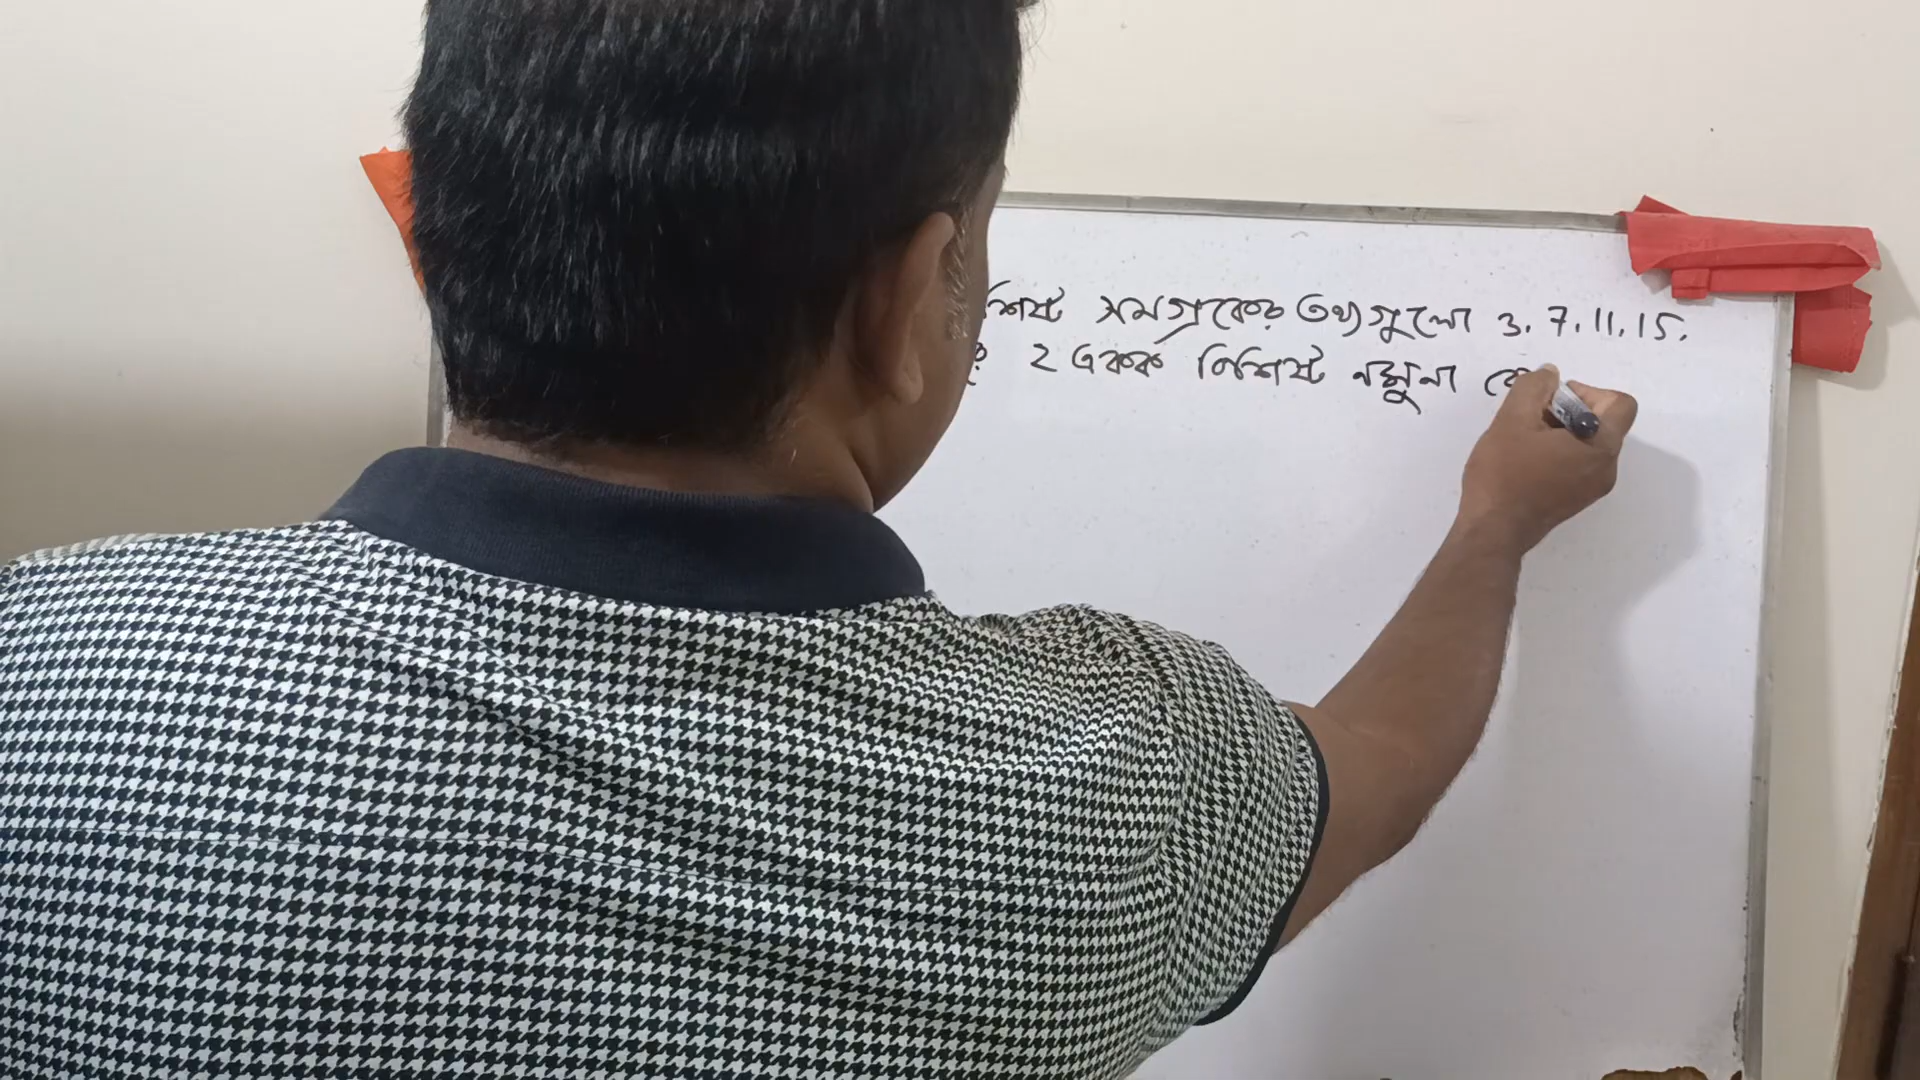 শিষ্ট সমগ্রকের তথ্যগুলো 3. 7. 11. 15.
2 একক বিশিষ্ট নমুনা